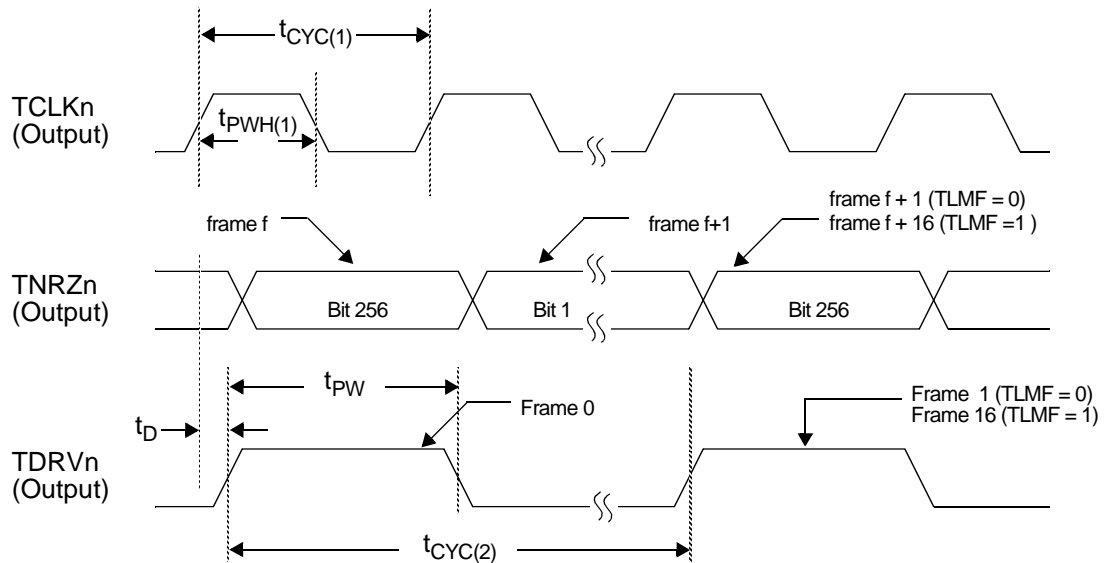 tCYC(1)
TCLKn
(Output)
tPWH(1)
frame f
frame f+1
frame f + 1 (TLMF = 0)
frame f + 16 (TLMF =1 )
TNRZn
(Output)
Bit 256
Bit 1
Bit 256
tPW
Frame 0
Frame 1 (TLMF = 0)
Frame 16 (TLMF = 1)
tD
TDRVn
(Output)
tCYC(2)